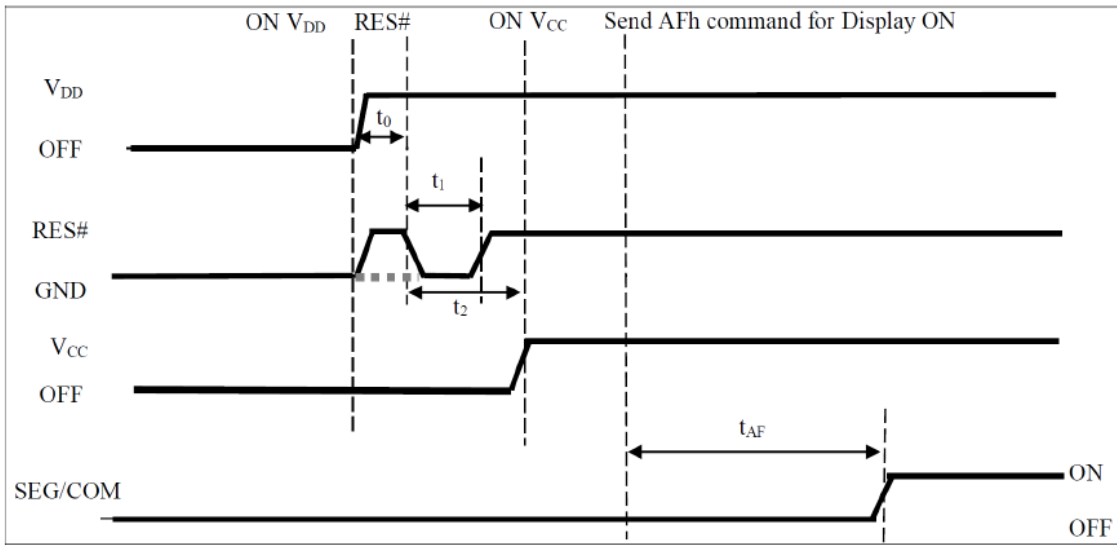 ON VDD RES# ON VCC Send AFh command for Display ON
VDD
t0
OFF
t1
RES#
GND
t2
VCC
OFF
tAF
SEG/COM
ON
OFF